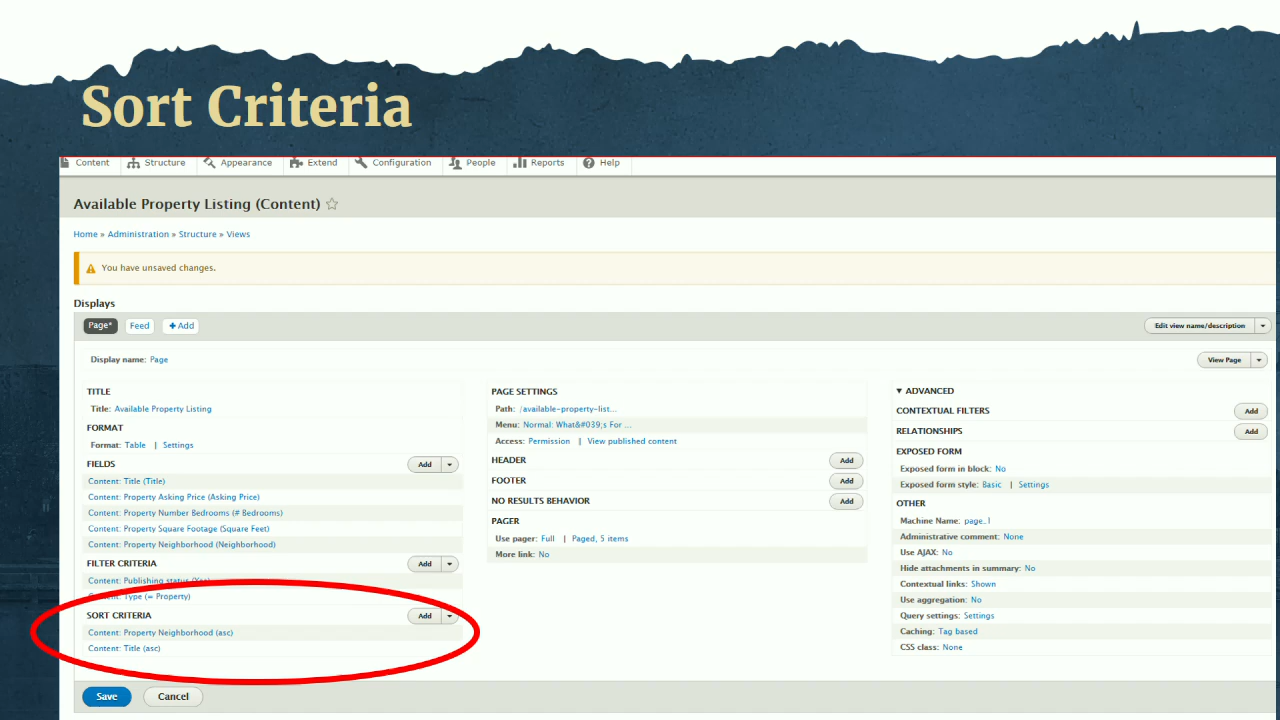 Sort Criteria
Content Structure Appearance Extend Configuration People Reports Help
Available Property Listing (Content)
Home » Administration » Structure » Views
You have unsaved changes.
Displays
Page* Feed Add Edit view name/description
Display name: Page View Page
TITLE
Title: Available Property Listing
FORMAT
Format: Table | Settings
FIELDS Add
Content: Title (Title)
Content: Property Asking Price (Asking Price)
Content: Property Number Bedrooms (# Bedrooms)
Content: Property Square Footage (Square Feet)
Content: Property Neighborhood (Neighborhood)
FILTER CRITERIA Add
Content: Publishing status (Yes)
Content: Type (= Property)
SORT CRITERIA Add
Content: Property Neighborhood (asc)
Content: Title (asc)
PAGE SETTINGS
Path: /available-property-list...
Menu: Normal: What&#039;s For ...
Access: Permission | View published content
HEADER Add
FOOTER Add
NO RESULTS BEHAVIOR Add
PAGER
Use pager: Full | Paged, 5 items
More link: No
ADVANCED
CONTEXTUAL FILTERS Add
RELATIONSHIPS Add
EXPOSED FORM
Exposed form in block: No
Exposed form style: Basic | Settings
OTHER
Machine Name: page_1
Administrative comment: None
Use AJAX: No
Hide attachments in summary: No
Contextual links: Shown
Use aggregation: No
Query settings: Settings
Caching: Tag based
CSS class: None
Save Cancel